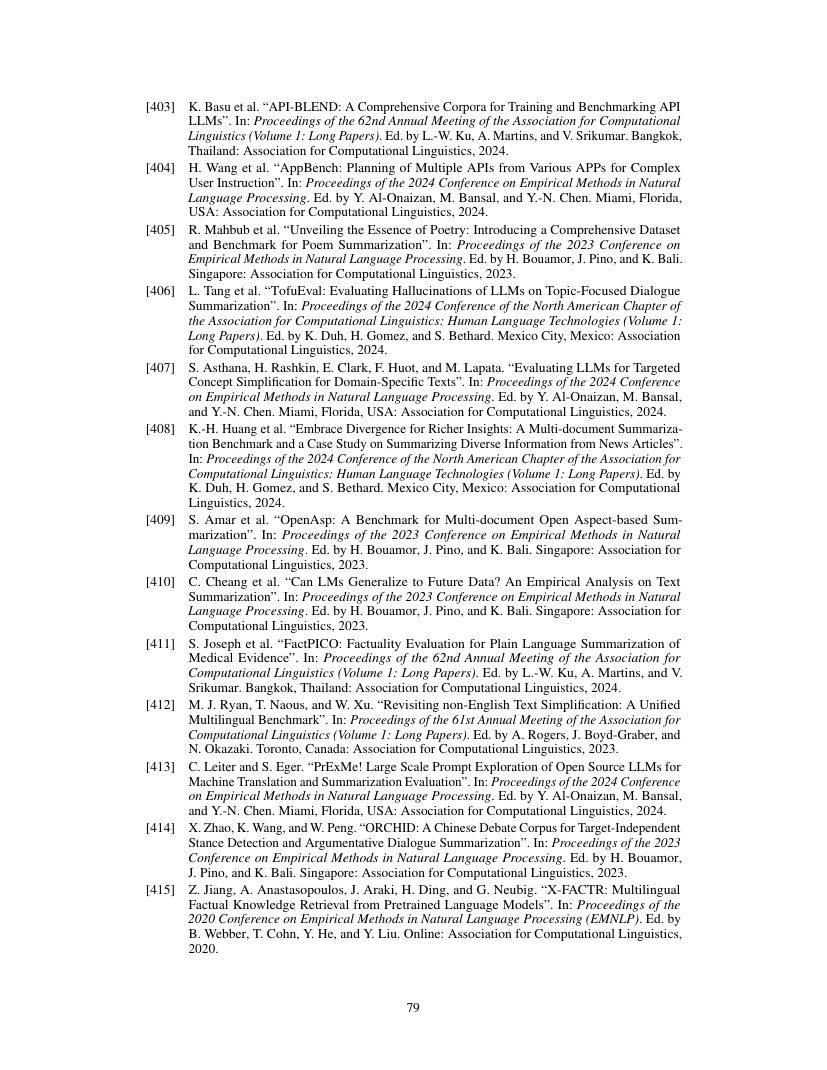 [403] K. Basu et al. “API-BLEND: A Comprehensive Corpora for Training and Benchmarking API
LLMs”. In: Proceedings of the 62nd Annual Meeting of the Association for Computational
Linguistics (Volume 1: Long Papers). Ed. by L.-W. Ku, A. Martins, and V. Srikumar. Bangkok,
Thailand: Association for Computational Linguistics, 2024.
[404] H. Wang et al. “AppBench: Planning of Multiple APIs from Various APPs for Complex
User Instruction”. In: Proceedings of the 2024 Conference on Empirical Methods in Natural
Language Processing. Ed. by Y. Al-Onaizan, M. Bansal, and Y.-N. Chen. Miami, Florida,
USA: Association for Computational Linguistics, 2024.
[405] R. Mahbub et al. “Unveiling the Essence of Poetry: Introducing a Comprehensive Dataset
and Benchmark for Poem Summarization”. In: Proceedings of the 2023 Conference on
Empirical Methods in Natural Language Processing. Ed. by H. Bouamor, J. Pino, and K. Bali.
Singapore: Association for Computational Linguistics, 2023.
[406] L. Tang et al. “TofuEval: Evaluating Hallucinations of LLMs on Topic-Focused Dialogue
Summarization”. In: Proceedings of the 2024 Conference of the North American Chapter of
the Association for Computational Linguistics: Human Language Technologies (Volume 1:
Long Papers). Ed. by K. Duh, H. Gomez, and S. Bethard. Mexico City, Mexico: Association
for Computational Linguistics, 2024.
[407] S. Asthana, H. Rashkin, E. Clark, F. Huot, and M. Lapata. “Evaluating LLMs for Targeted
Concept Simplification for Domain-Specific Texts”. In: Proceedings of the 2024 Conference
on Empirical Methods in Natural Language Processing. Ed. by Y. Al-Onaizan, M. Bansal,
and Y.-N. Chen. Miami, Florida, USA: Association for Computational Linguistics, 2024.
[408] K.-H. Huang et al. “Embrace Divergence for Richer Insights: A Multi-document Summariza-
tion Benchmark and a Case Study on Summarizing Diverse Information from News Articles”.
In: Proceedings of the 2024 Conference of the North American Chapter of the Association for
Computational Linguistics: Human Language Technologies (Volume 1: Long Papers). Ed. by
K. Duh, H. Gomez, and S. Bethard. Mexico City, Mexico: Association for Computational
Linguistics, 2024.
[409] S. Amar et al. “OpenAsp: A Benchmark for Multi-document Open Aspect-based Sum-
marization”. In: Proceedings of the 2023 Conference on Empirical Methods in Natural
Language Processing. Ed. by H. Bouamor, J. Pino, and K. Bali. Singapore: Association for
Computational Linguistics, 2023.
[410] C. Cheang et al. “Can LMs Generalize to Future Data? An Empirical Analysis on Text
Summarization”. In: Proceedings of the 2023 Conference on Empirical Methods in Natural
Language Processing. Ed. by H. Bouamor, J. Pino, and K. Bali. Singapore: Association for
Computational Linguistics, 2023.
[411] S. Joseph et al. “FactPICO: Factuality Evaluation for Plain Language Summarization of
Medical Evidence”. In: Proceedings of the 62nd Annual Meeting of the Association for
Computational Linguistics (Volume 1: Long Papers). Ed. by L.-W. Ku, A. Martins, and V.
Srikumar. Bangkok, Thailand: Association for Computational Linguistics, 2024.
[412] M. J. Ryan, T. Naous, and W. Xu. “Revisiting non-English Text Simplification: A Unified
Multilingual Benchmark”. In: Proceedings of the 61st Annual Meeting of the Association for
Computational Linguistics (Volume 1: Long Papers). Ed. by A. Rogers, J. Boyd-Graber, and
N. Okazaki. Toronto, Canada: Association for Computational Linguistics, 2023.
[413] C. Leiter and S. Eger. “PrExMe! Large Scale Prompt Exploration of Open Source LLMs for
Machine Translation and Summarization Evaluation”. In: Proceedings of the 2024 Conference
on Empirical Methods in Natural Language Processing. Ed. by Y. Al-Onaizan, M. Bansal,
and Y.-N. Chen. Miami, Florida, USA: Association for Computational Linguistics, 2024.
[414] X. Zhao, K. Wang, and W. Peng. “ORCHID: A Chinese Debate Corpus for Target-Independent
Stance Detection and Argumentative Dialogue Summarization”. In: Proceedings of the 2023
Conference on Empirical Methods in Natural Language Processing. Ed. by H. Bouamor,
J. Pino, and K. Bali. Singapore: Association for Computational Linguistics, 2023.
[415] Z. Jiang, A. Anastasopoulos, J. Araki, H. Ding, and G. Neubig. “X-FACTR: Multilingual
Factual Knowledge Retrieval from Pretrained Language Models”. In: Proceedings of the
2020 Conference on Empirical Methods in Natural Language Processing (EMNLP). Ed. by
B. Webber, T. Cohn, Y. He, and Y. Liu. Online: Association for Computational Linguistics,
2020.
79